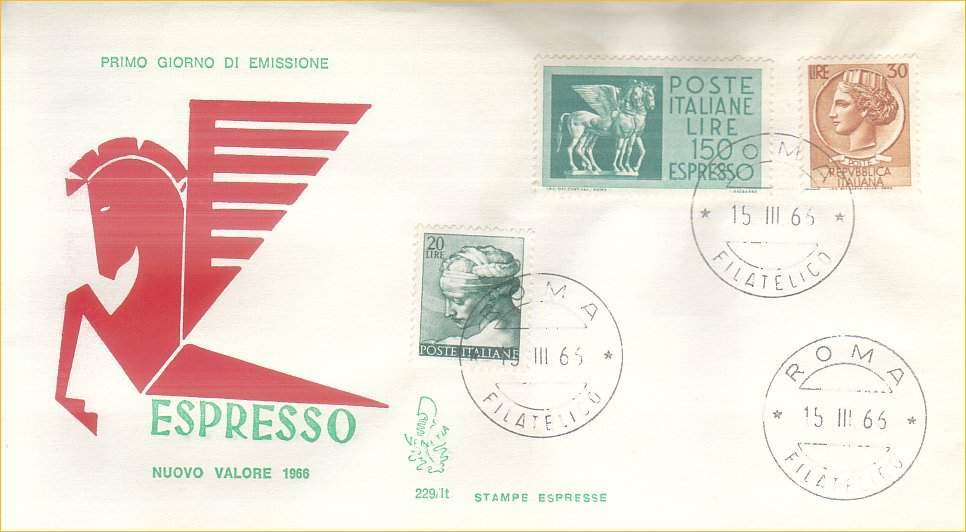 PRIMO GIORNO DI EMISSIONE
POSTE
ITALIANE
LIRE
150
ESPRESSO
LIRE 30
POSTE
REPVBBLICA
ITALIANA
ROMA
15 III 66
FILATELICO
20
LIRE
POSTE ITALIANE
ROMA
15 III 66
FILATELICO
ROMA
15 III 66
FILATELICO
ESPRESSO
NUOVO VALORE 1966
229/It.
STAMPE ESPRESSE